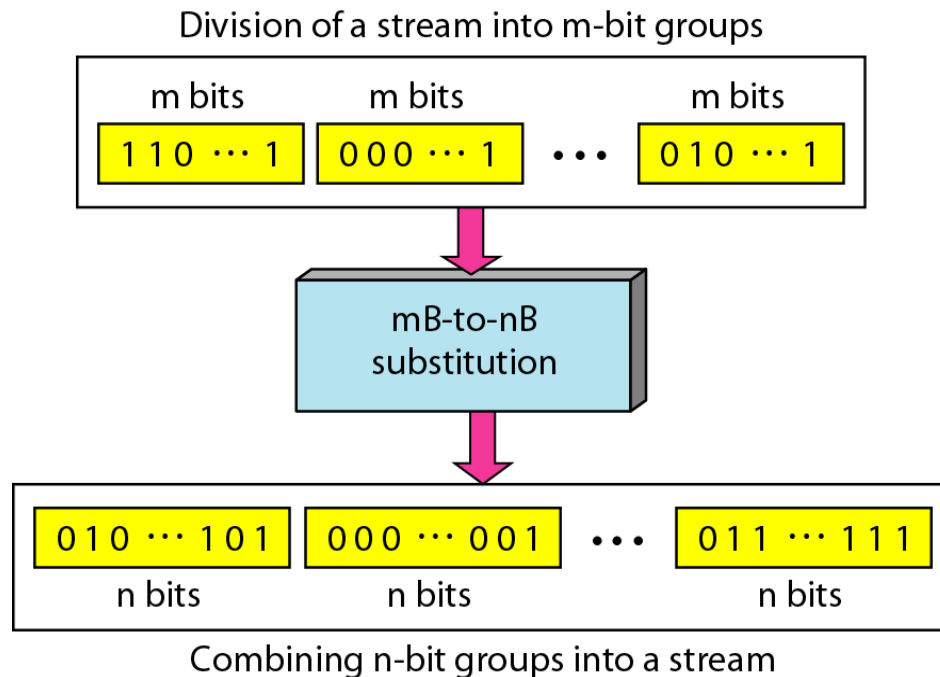 Division of a stream into m-bit groups
m bits m bits m bits
1 1 0 ··· 1 0 0 0 ··· 1 ••• 0 1 0 ··· 1
mB-to-nB
substitution
0 1 0 ··· 1 0 1 0 0 0 ··· 0 0 1 ••• 0 1 1 ··· 1 1 1
n bits n bits n bits
Combining n-bit groups into a stream